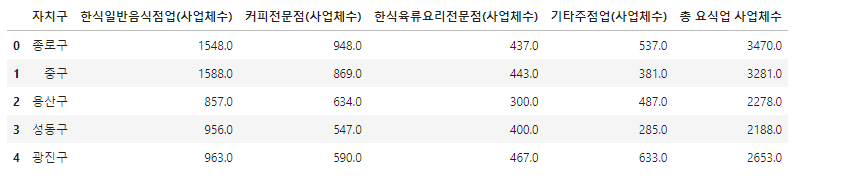 자치구 한식일반음식점업(사업체수) 커피전문점(사업체수) 한식육류요리전문점(사업체수) 기타주점업(사업체수) 총 요식업 사업체수
0 종로구 1548.0 948.0 437.0 537.0 3470.0
1 중구 1588.0 869.0 443.0 381.0 3281.0
2 용산구 857.0 634.0 300.0 487.0 2278.0
3 성동구 956.0 547.0 400.0 285.0 2188.0
4 광진구 963.0 590.0 467.0 633.0 2653.0